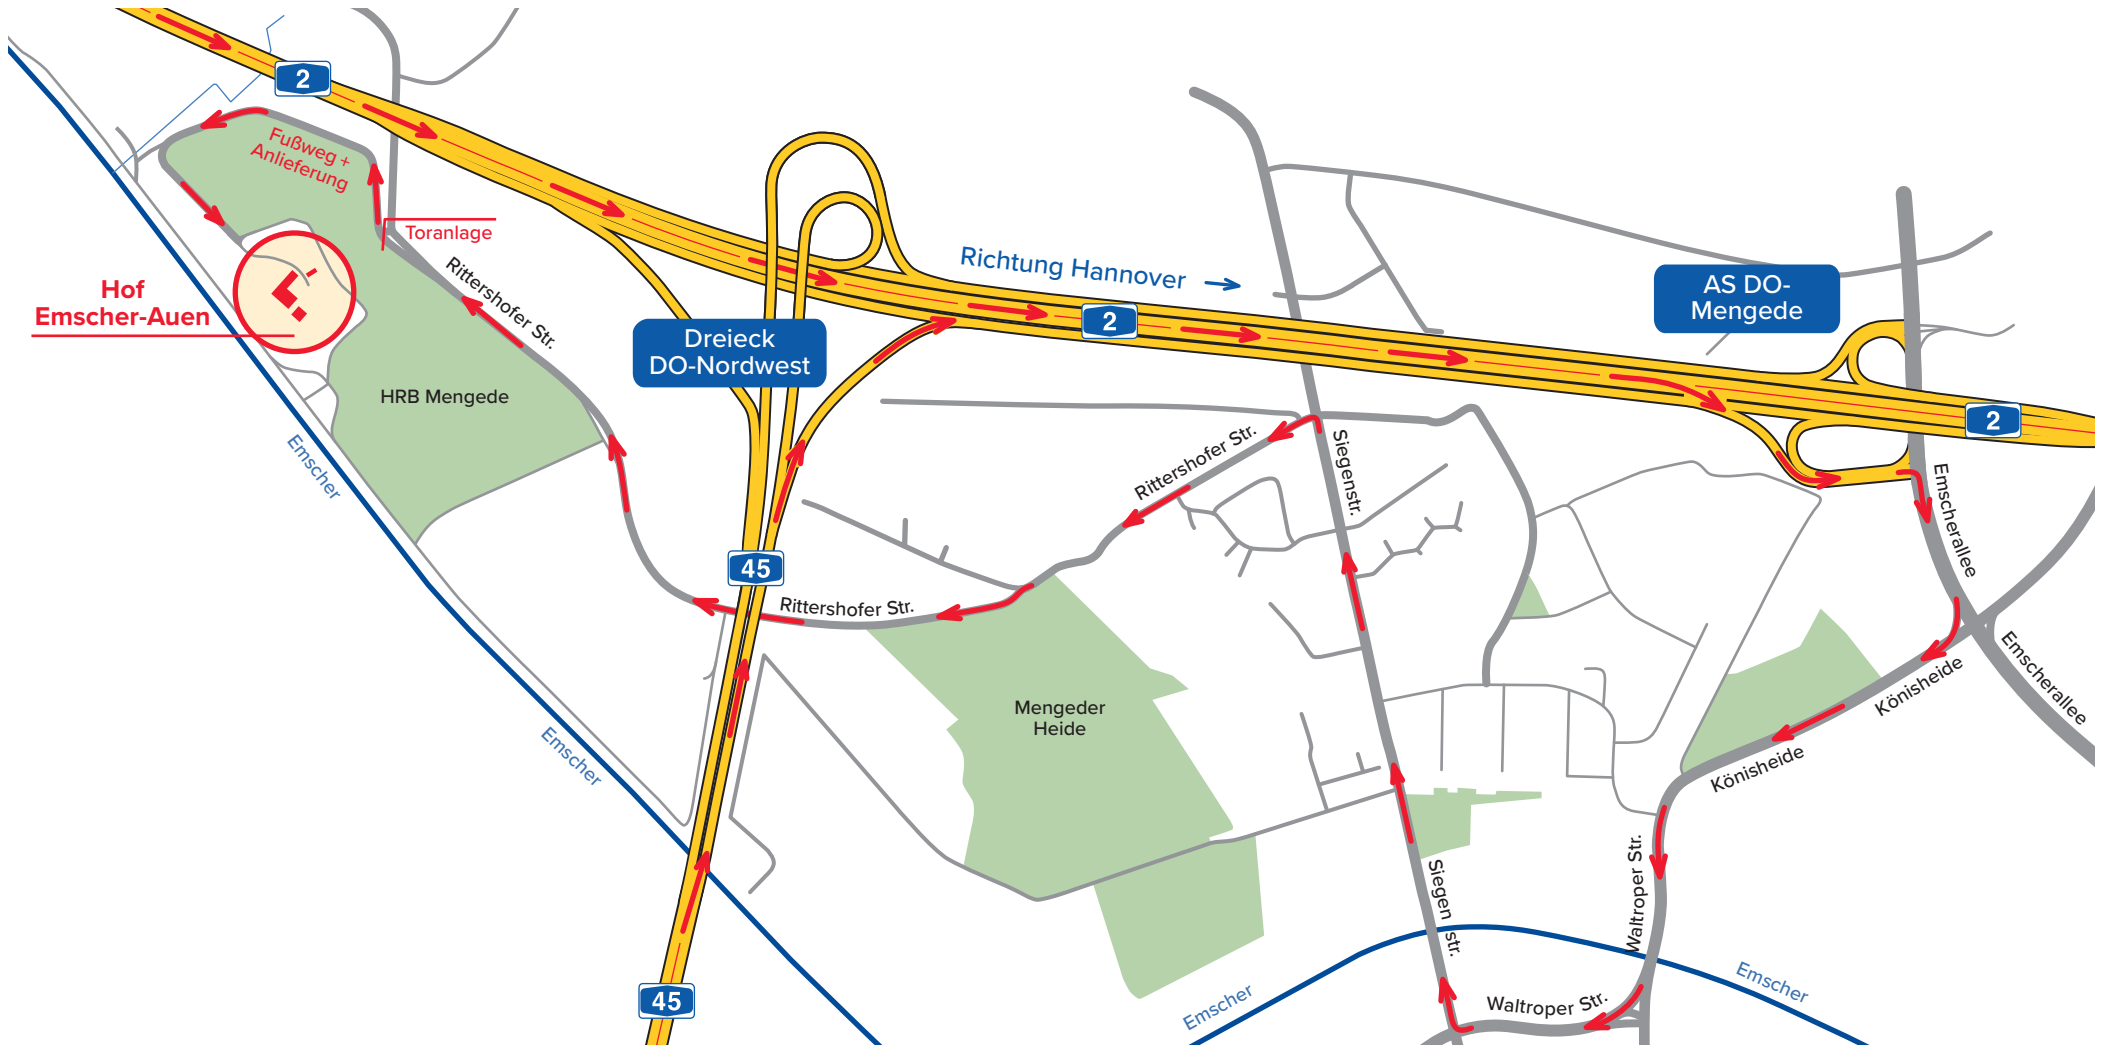 2
Fußweg +
Anlieferung
Toranlage
Rittershofer Str.
Hof
Emscher-Auen
HRB Mengede
Emscher
Dreieck
DO-Nordwest
Richtung Hannover
2
AS DO-
Mengede
2
Rittershofer Str.
Siegenstr.
Emscherallee
45
Rittershofer Str.
Emscher
Mengeder
Heide
Könisheide
Emscherallee
Könisheide
Waltroper Str.
Siegen str.
45
Emscher
Waltroper Str.
Emscher